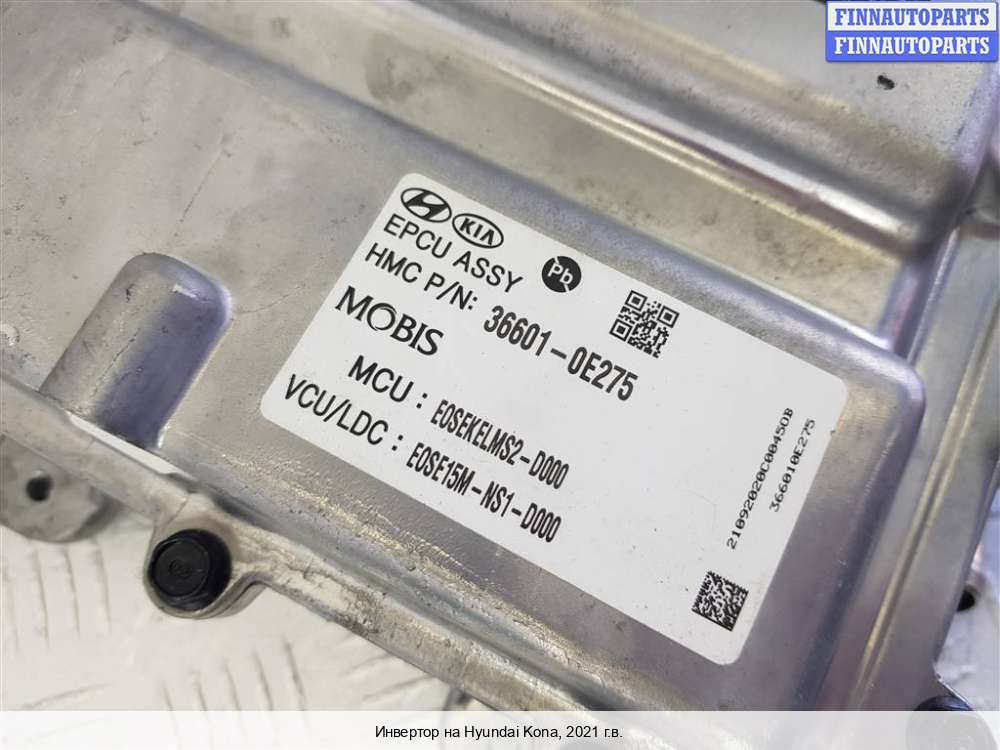 FINNAUTOPARTS
FINNAUTOPARTS
KIA
EPCU ASSY
Pb
HMC P/N: 36601-0E275
MOBIS
MCU : E0SEKELMS2-D000
VCU/LDC : E0SE15M-NS1-D000
21092020C00450B
366010E275
Инвертор на Hyundai Kona, 2021 г.в.